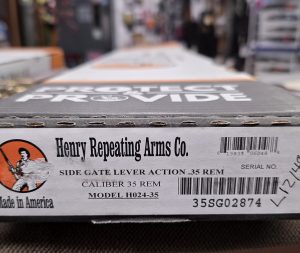 PROTECT
PROVIDE
Henry Repeating Arms Co.
SIDE GATE LEVER ACTION .35 REM
SERIAL NO.
CALIBER 35 REM
MODEL H024-35
Made in America
35SG02874